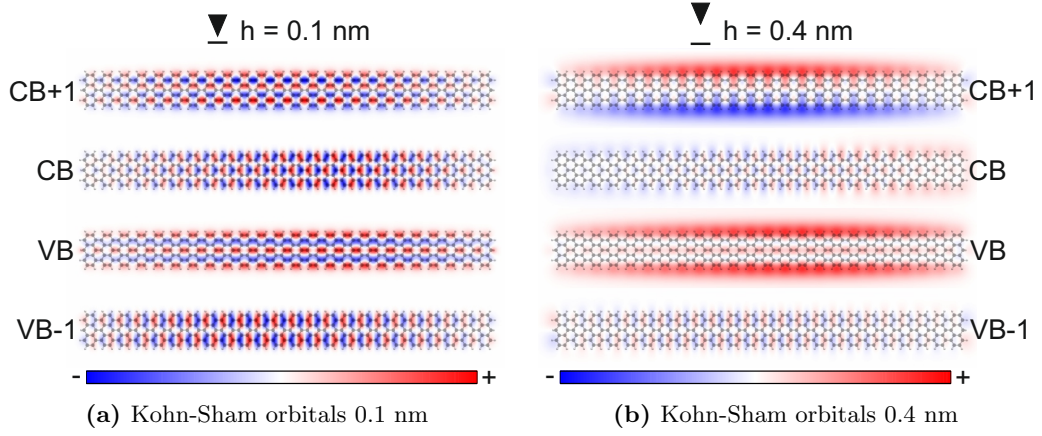 h = 0.1 nm
CB+1
CB
VB
VB-1
- +
(a) Kohn-Sham orbitals 0.1 nm
h = 0.4 nm
CB+1
CB
VB
VB-1
- +
(b) Kohn-Sham orbitals 0.4 nm